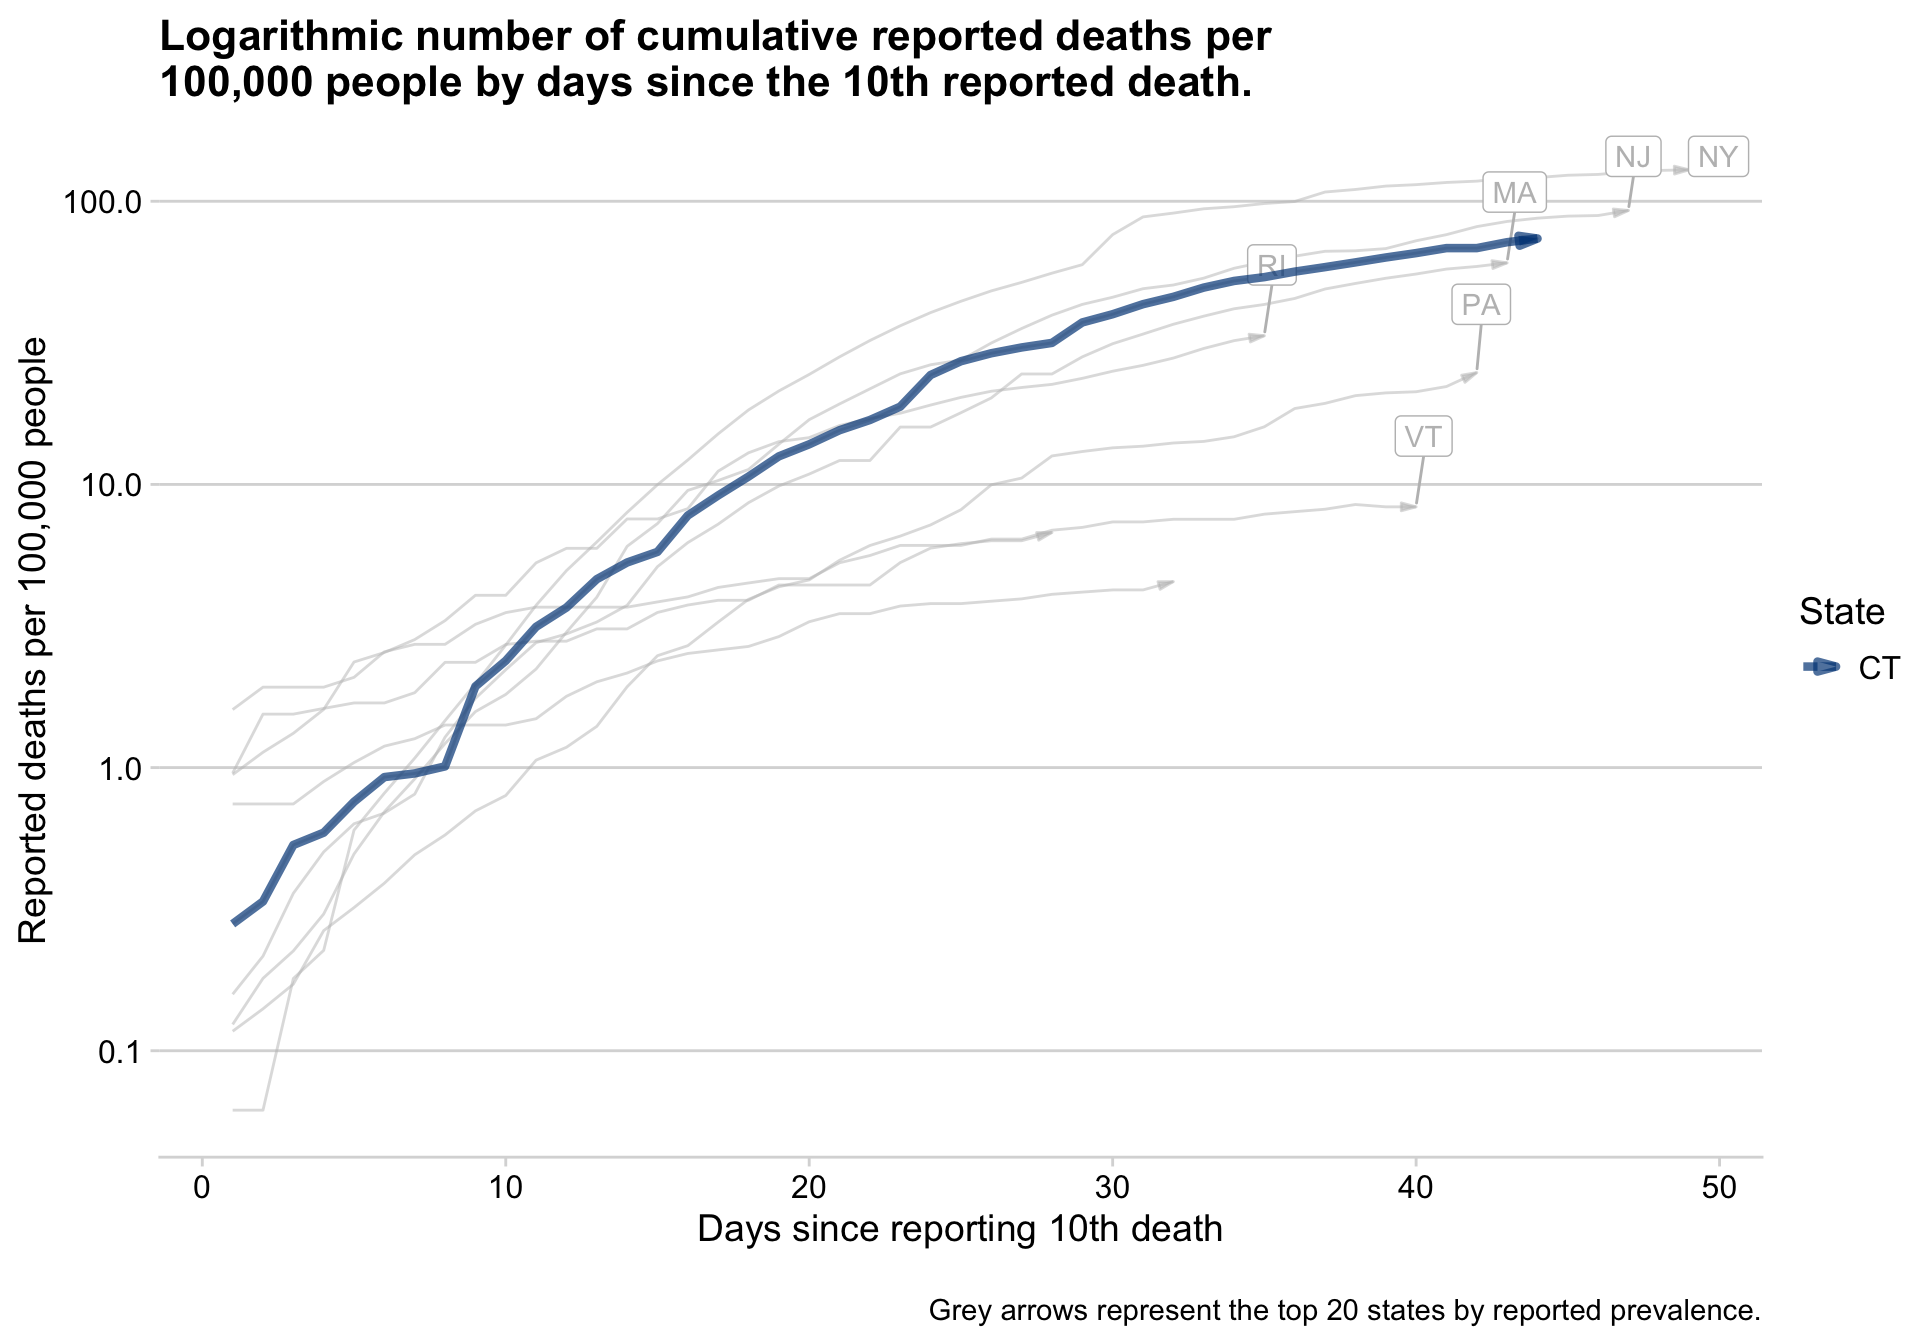 Logarithmic number of cumulative reported deaths per
100,000 people by days since the 10th reported death.
Reported deaths per 100,000 people
100.0
10.0
1.0
0.1
NJ
NY
MA
RI
PA
VT
State
CT
0
10
20
30
40
50
Days since reporting 10th death
Grey arrows represent the top 20 states by reported prevalence.